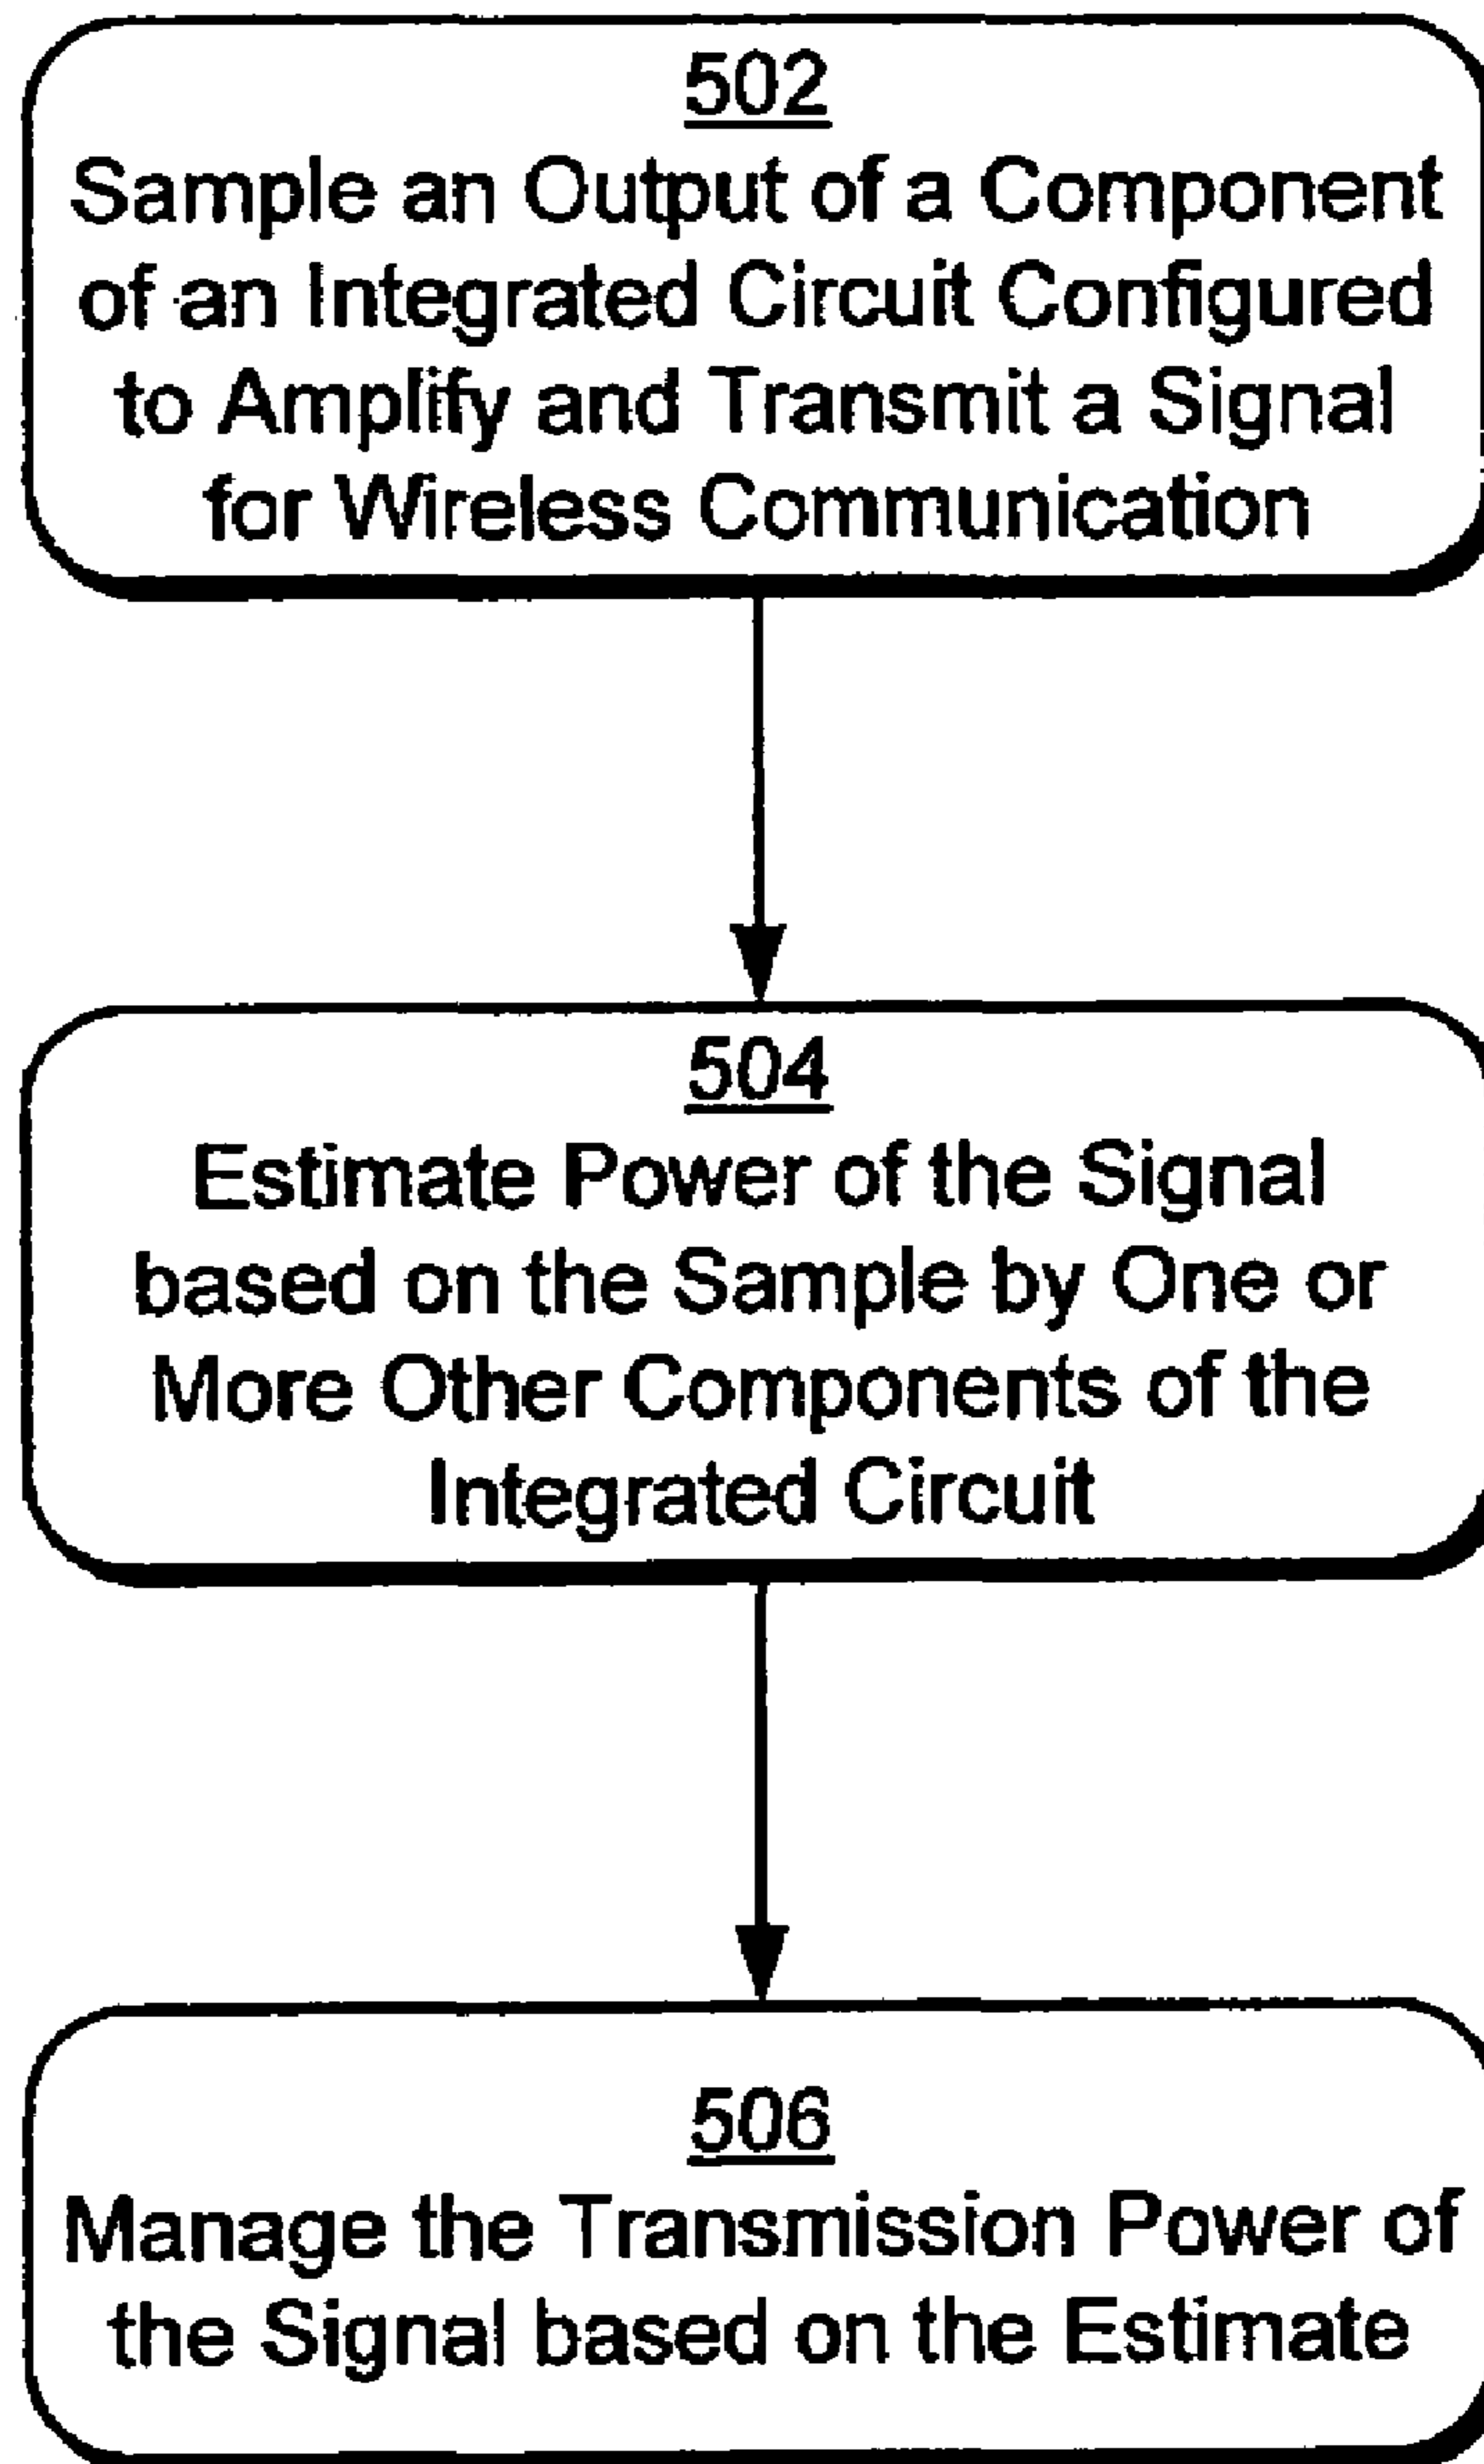 502
Sample an Output of a Component
of an Integrated Circuit Configured
to Amplify and Transmit a Signal
for Wireless Communication
504
Estimate Power of the Signal
based on the Sample by One or
More Other Components of the
Integrated Circuit
506
Manage the Transmission Power of
the Signal based on the Estimate